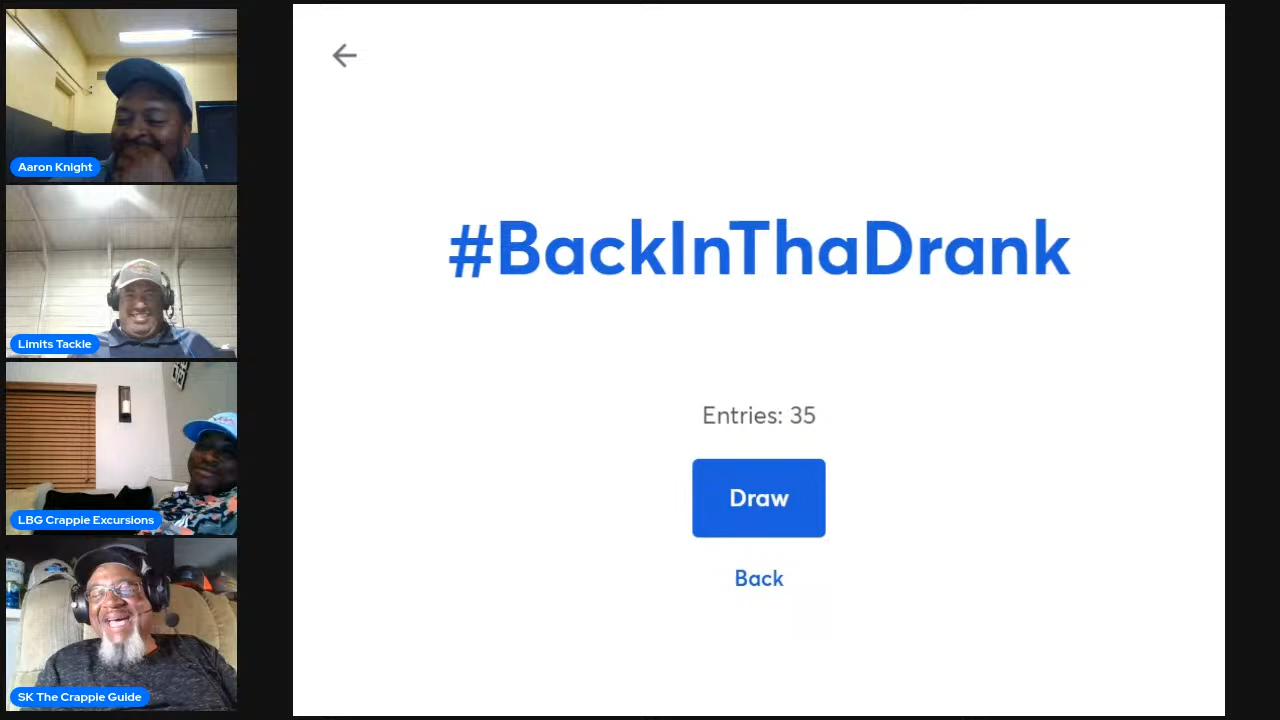 Aaron Knight
Limits Tackle
LBG Crappie Excursions
SK The Crappie Guide
#BackInThaDrank
Entries: 35
Draw
Back